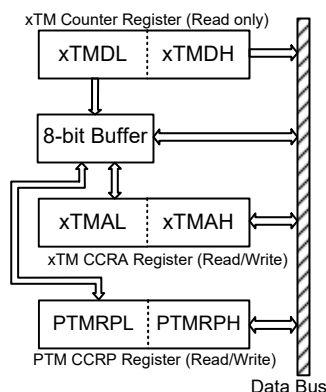 xTM Counter Register (Read only)
xTMDL xTMDH
8-bit Buffer
xTMAL xTMAH
xTM CCRA Register (Read/Write)
PTMRPL PTMRPH
PTM CCRP Register (Read/Write)
Data Bus